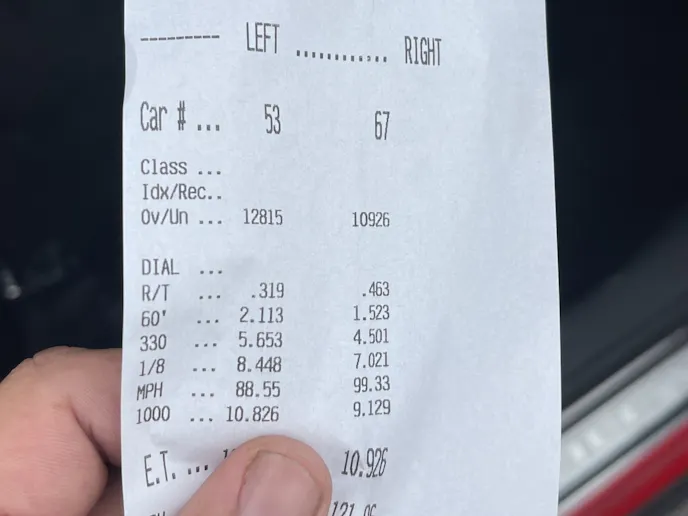 --------- LEFT ............ RIGHT
Car # ... 53 67
Class ...
Idx/Rec..
Ov/Un ... 12815 10926
DIAL ...
R/T ... .319 .463
60' ... 2.113 1.523
330 ... 5.653 4.501
1/8 ... 8.448 7.021
MPH ... 88.55 99.33
1000 ... 10.826 9.129
E.T. ... 10.926